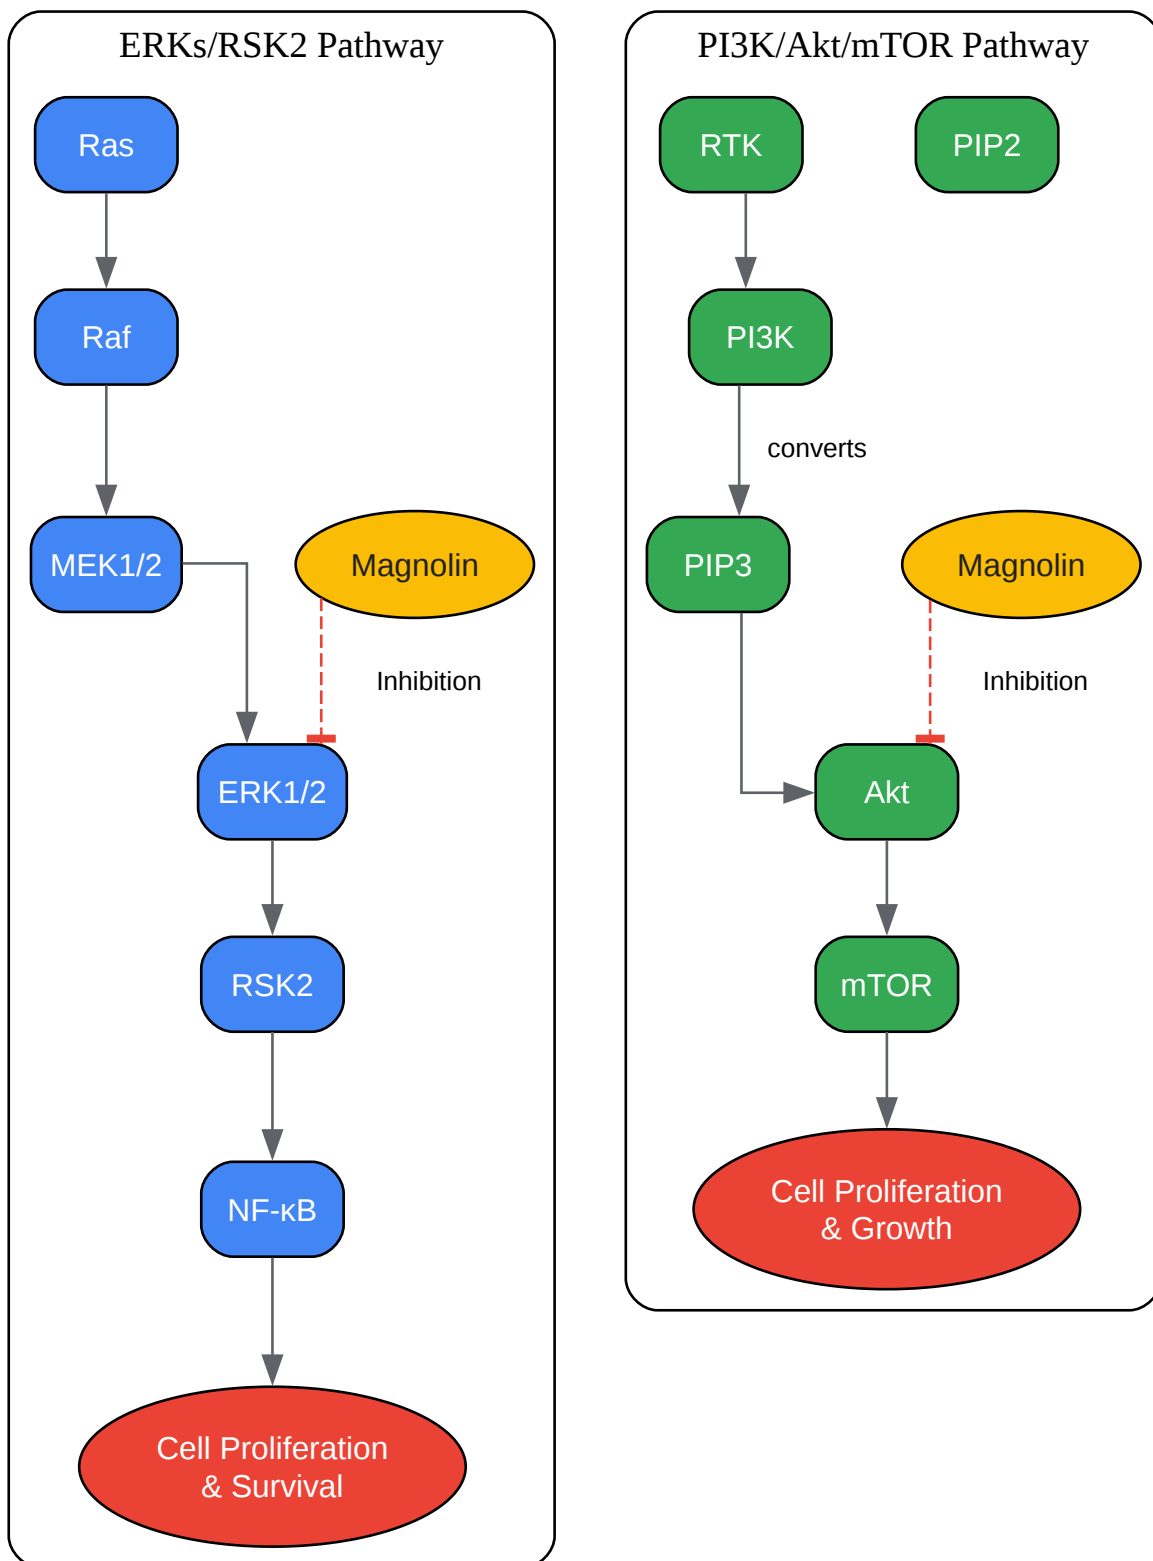 ERKs/RSK2 Pathway
Ras
Raf
MEK1/2
Magnolin
Inhibition
ERK1/2
RSK2
NF-κB
Cell Proliferation
& Survival
PI3K/Akt/mTOR Pathway
RTK
PIP2
PI3K
converts
PIP3
Magnolin
Inhibition
Akt
mTOR
Cell Proliferation
& Growth